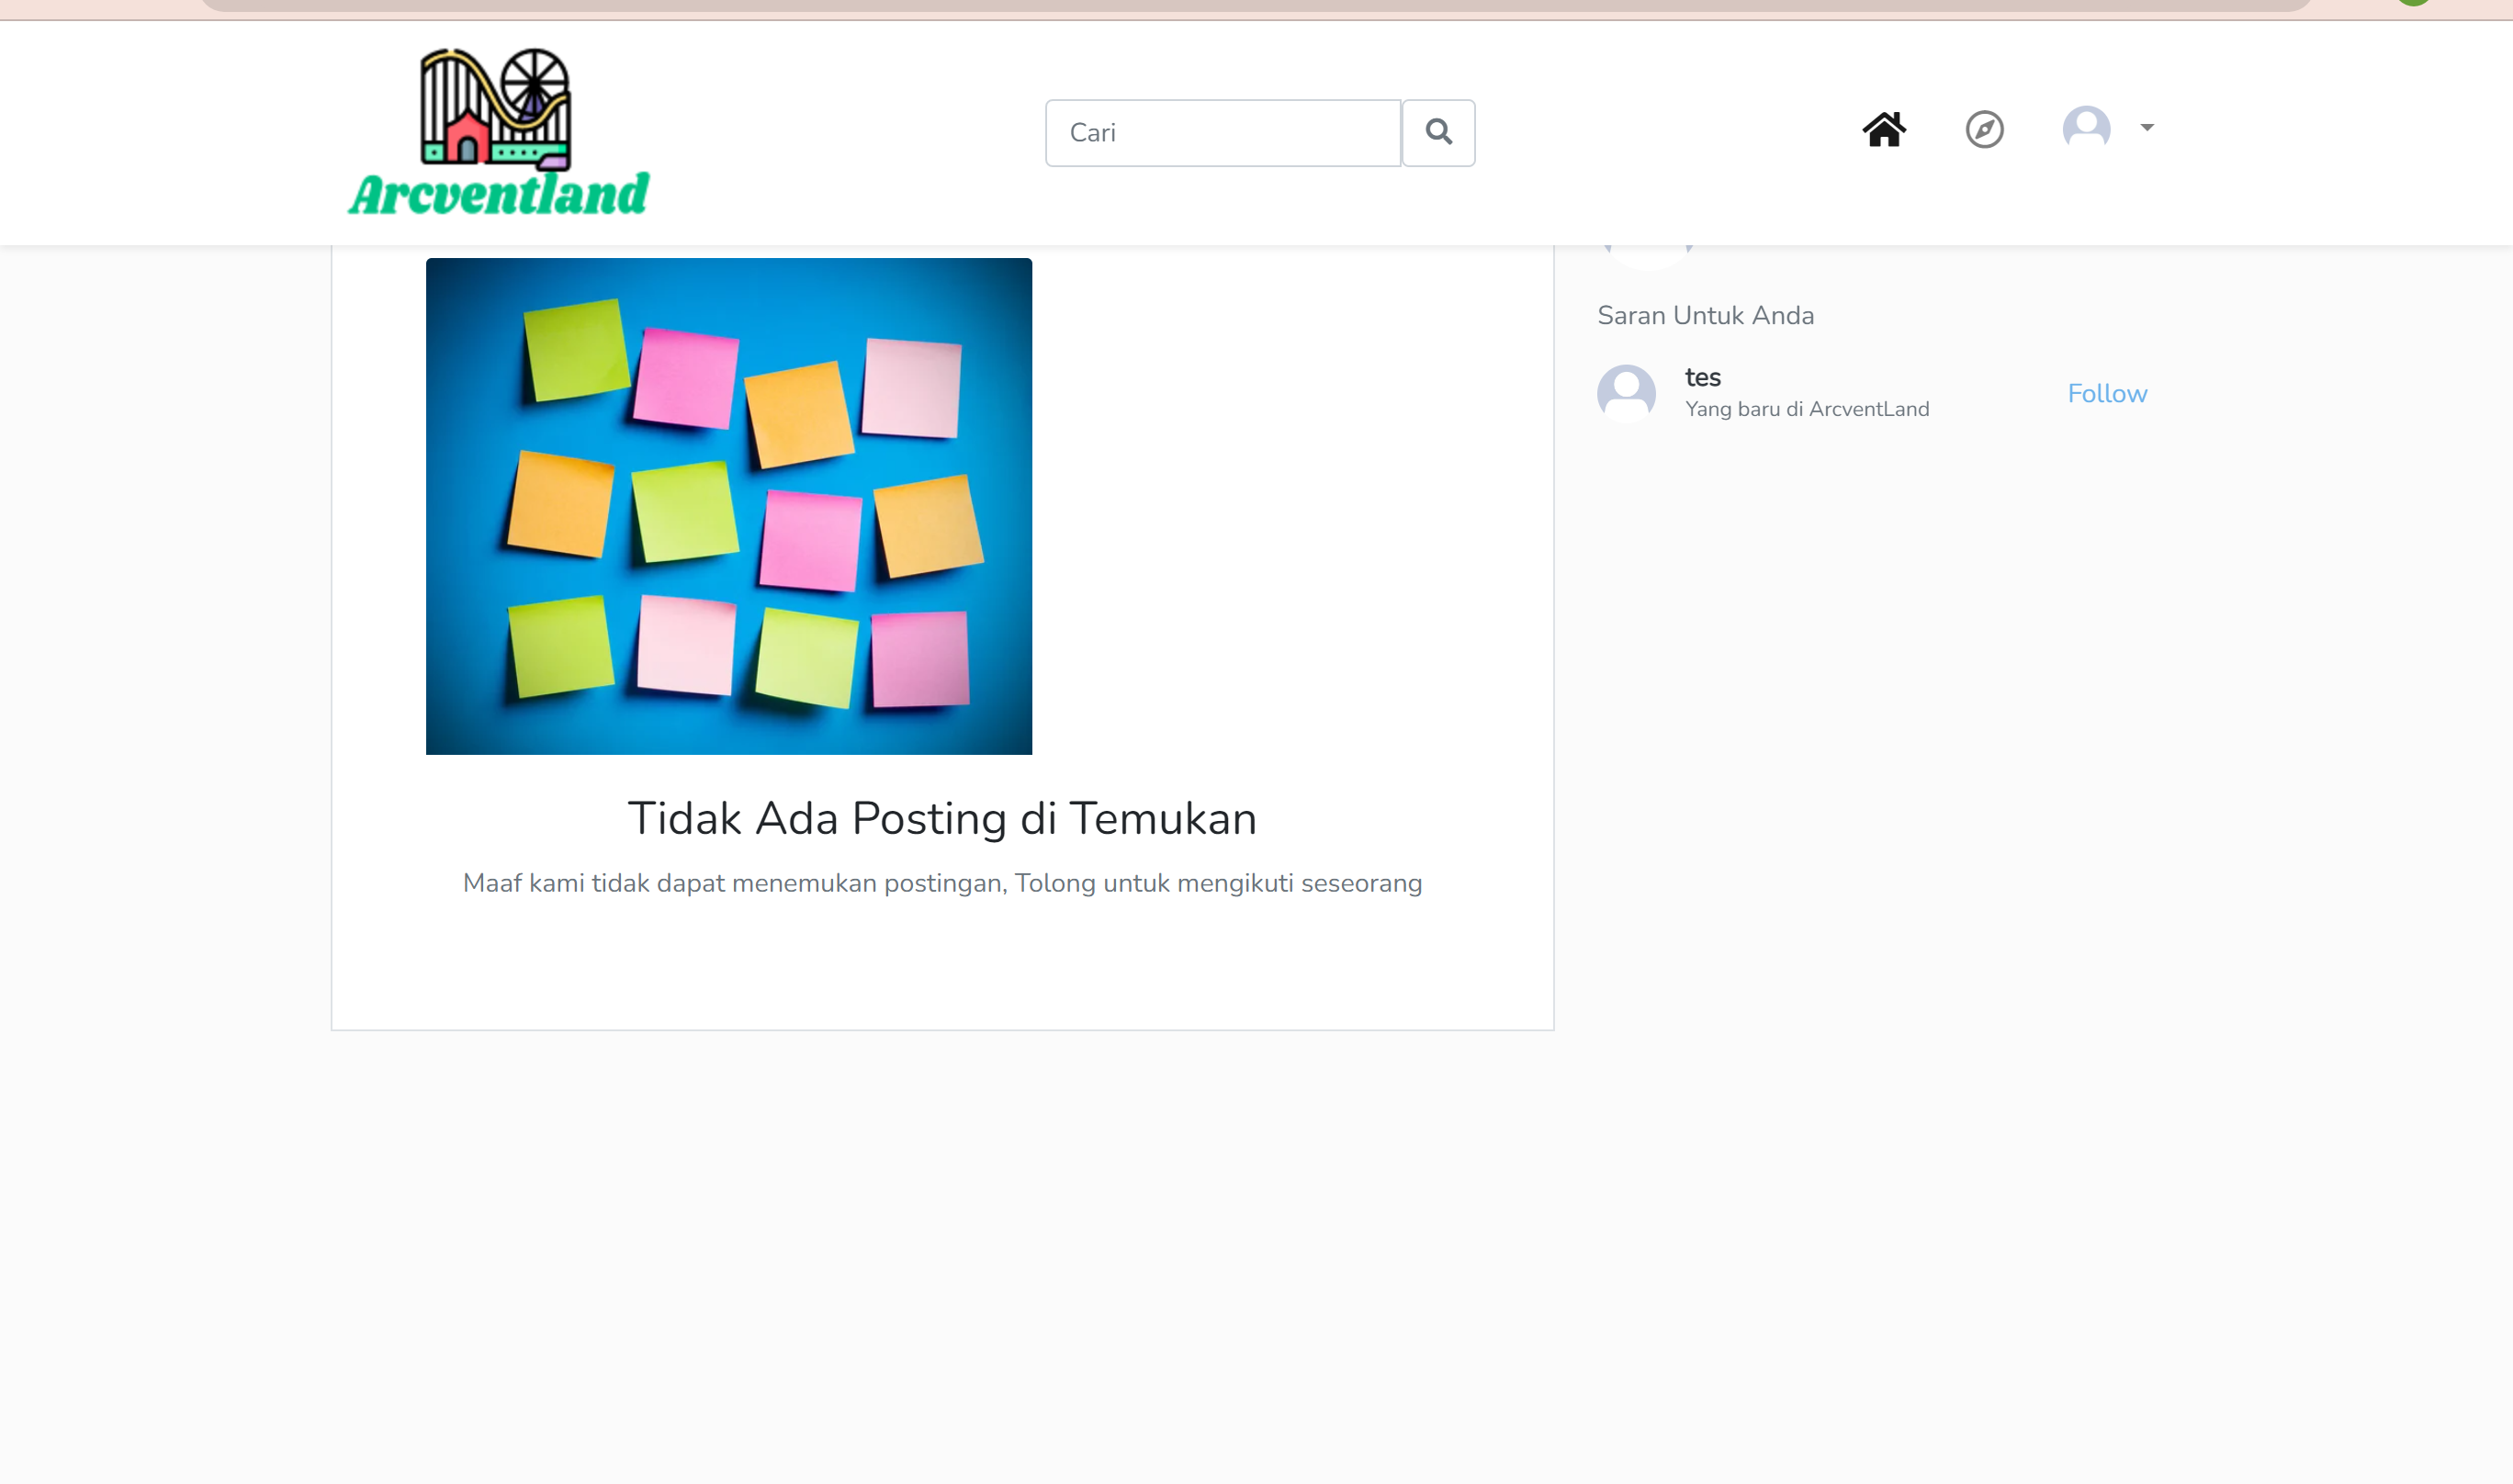 Arcventland
Cari
Saran Untuk Anda
tes
Yang baru di ArcventLand
Follow
Tidak Ada Posting di Temukan
Maaf kami tidak dapat menemukan postingan, Tolong untuk mengikuti seseorang